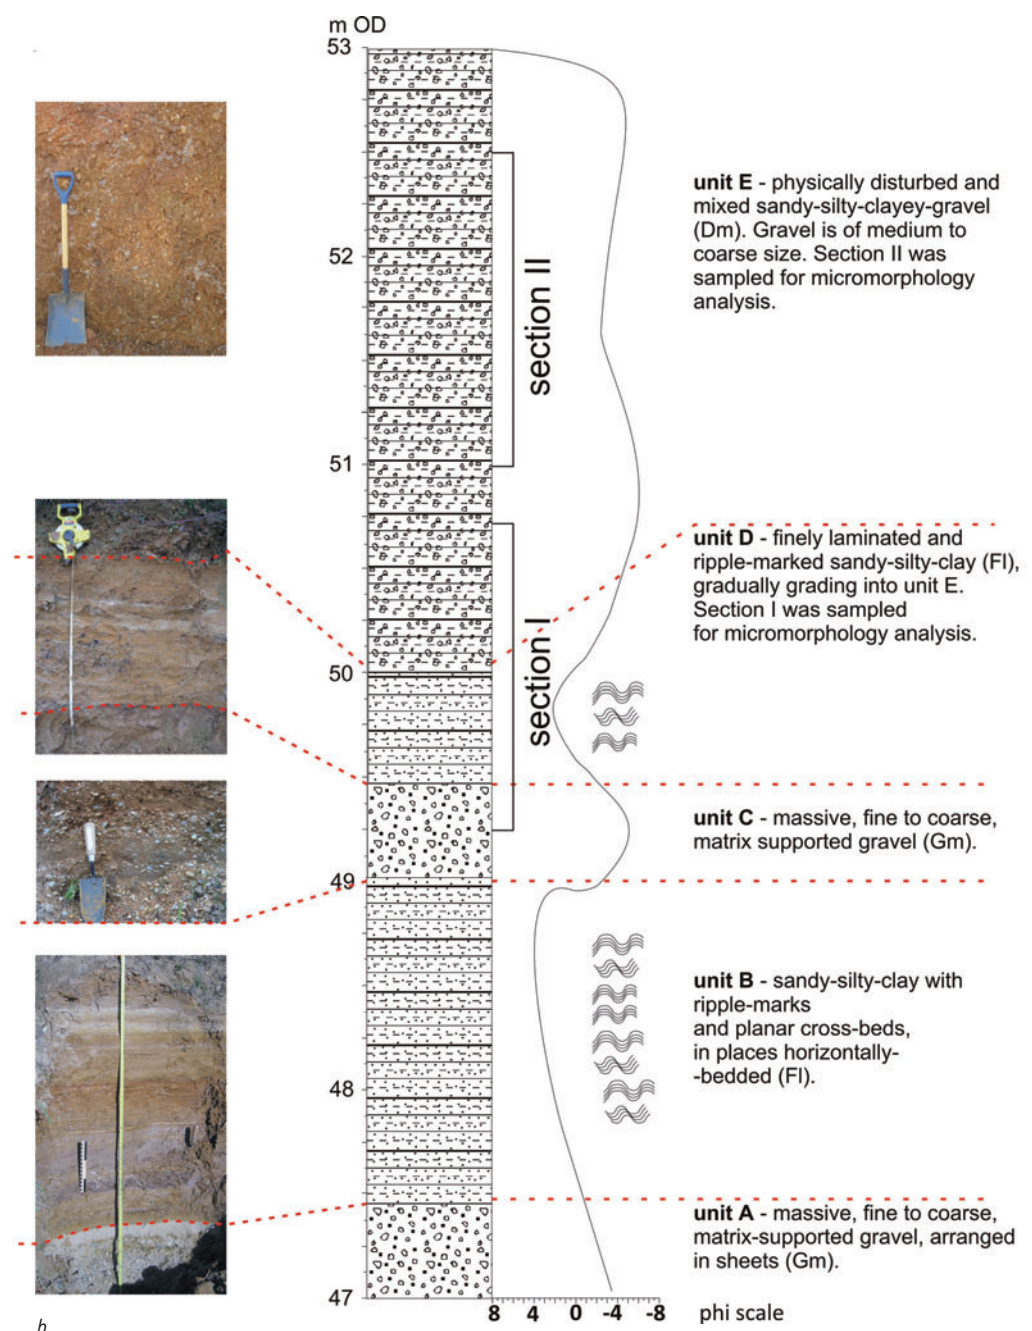 m OD
53
52
51
50
49
48
47
section II
section I
unit E - physically disturbed and
mixed sandy-silty-clayey-gravel
(Dm). Gravel is of medium to
coarse size. Section II was
sampled for micromorphology
analysis.
unit D - finely laminated and
ripple-marked sandy-silty-clay (Fl),
gradually grading into unit E.
Section I was sampled
for micromorphology analysis.
unit C - massive, fine to coarse,
matrix supported gravel (Gm).
unit B - sandy-silty-clay with
ripple-marks
and planar cross-beds,
in places horizontally-
-bedded (Fl).
unit A - massive, fine to coarse,
matrix-supported gravel, arranged
in sheets (Gm).
8 4 0 -4 -8 phi scale
b